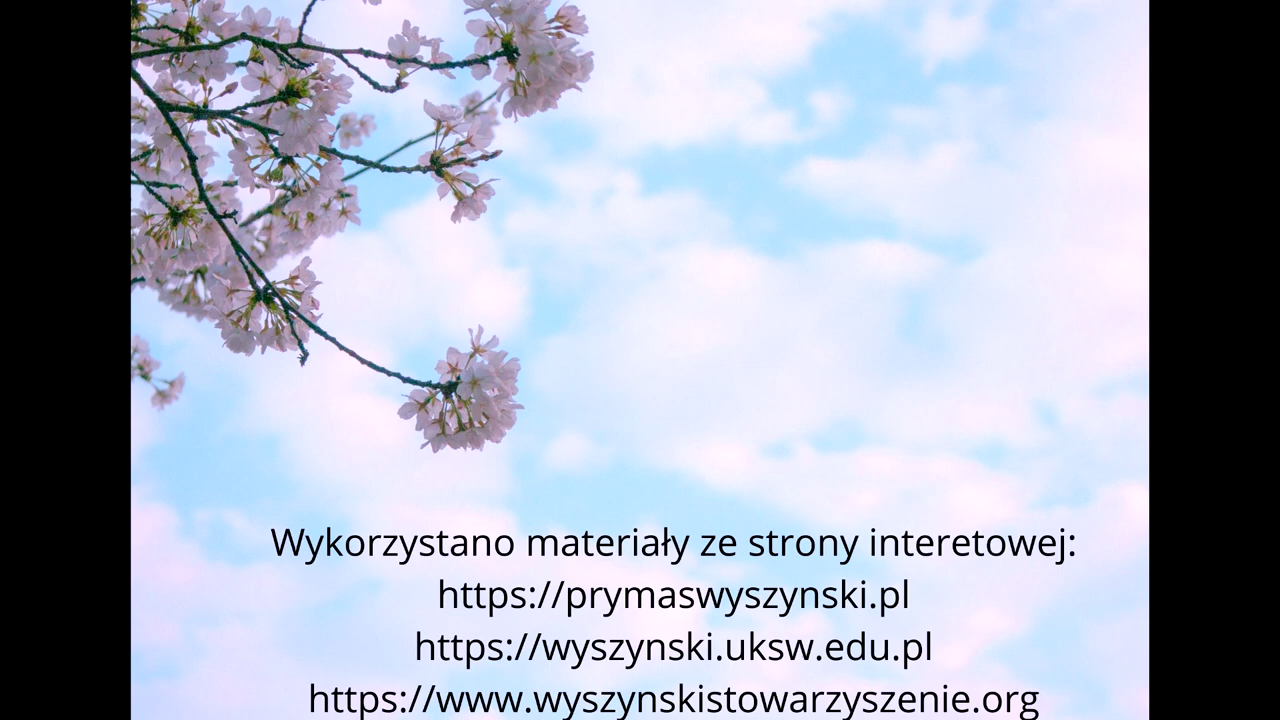 Wykorzystano materiały ze strony interetowej:
https://prymaswyszynski.pl
https://wyszynski.uksw.edu.pl
https://www.wyszynskistowarzyszenie.org